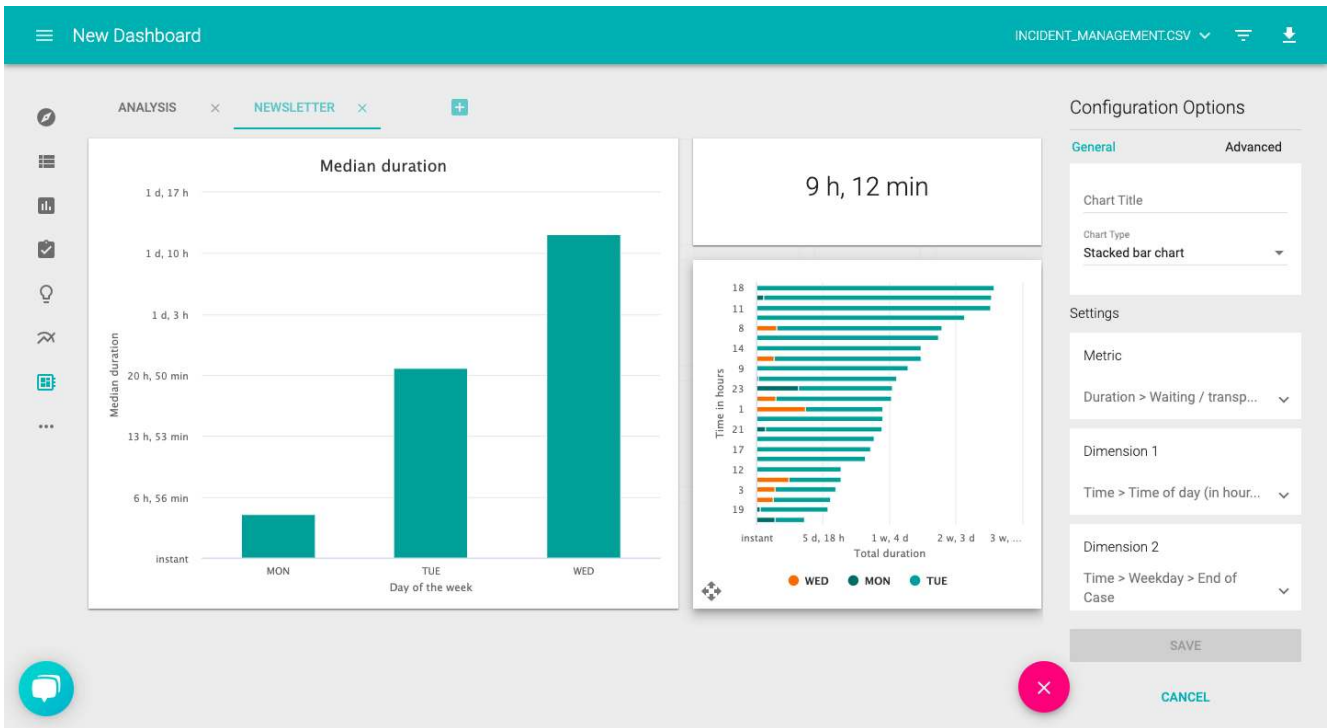 New Dashboard
INCIDENT_MANAGEMENT.CSV
ANALYSIS
NEWSLETTER
Median duration
1 d, 17 h
1 d, 10 h
1 d, 3 h
20 h, 50 min
13 h, 53 min
6 h, 56 min
instant
Median duration
MON
TUE
WED
Day of the week
9 h, 12 min
18
11
8
14
9
23
1
21
17
12
3
19
Time in hours
instant
5 d, 18 h
1 w, 4 d
2 w, 3 d
3 w, ...
Total duration
WED
MON
TUE
Configuration Options
General
Advanced
Chart Title
Chart Type
Stacked bar chart
Settings
Metric
Duration > Waiting / transp...
Dimension 1
Time > Time of day (in hour...
Dimension 2
Time > Weekday > End of
Case
SAVE
CANCEL